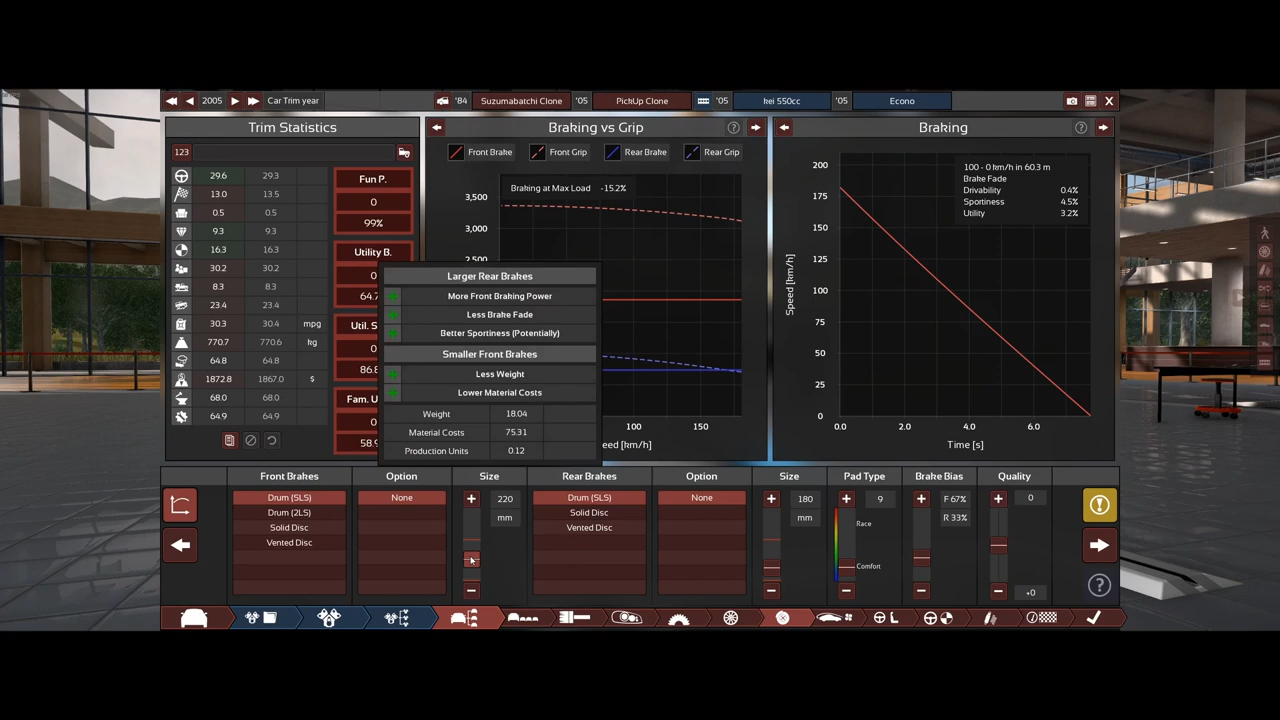 2005 Car Trim year '84 Suzumabatchi Clone '05 PickUp Clone '05 kei 550cc '05 Econo X
Trim Statistics
123
29.6 29.3
13.0 13.5
0.5 0.5
9.3 9.3
16.3 16.3
30.2 30.2
8.3 8.3
23.4 23.4
30.3 30.4 mpg
770.7 770.6 kg
64.8 64.8
1872.8 1867.0 $
68.0 68.0
64.9 64.9
Fun P.
0
99%
Utility B.
0
64.7
Util. S
0
86.8
Fam. U
0
58.9
Braking vs Grip ?
Front Brake Front Grip Rear Brake Rear Grip
Braking at Max Load -15.2%
3,500
3,000
2,500
100 150
eed [km/h]
Larger Rear Brakes
More Front Braking Power
Less Brake Fade
Better Sportiness (Potentially)
Smaller Front Brakes
Less Weight
Lower Material Costs
Weight 18.04
Material Costs 75.31
Production Units 0.12
Braking ?
100 - 0 km/h in 60.3 m
Brake Fade
Drivability 0.4%
Sportiness 4.5%
Utility 3.2%
Speed [km/h]
200
175
150
125
100
75
50
25
0
0.0 2.0 4.0 6.0
Time [s]
Front Brakes
Drum (SLS)
Drum (2LS)
Solid Disc
Vented Disc
Option
None
Size
+ 220
mm
-
Rear Brakes
Drum (SLS)
Solid Disc
Vented Disc
Option
None
Size
+ 180
mm
-
Pad Type
+ 9
Race
Comfort
-
Brake Bias
+ F 67%
R 33%
-
Quality
+ 0
- +0
?